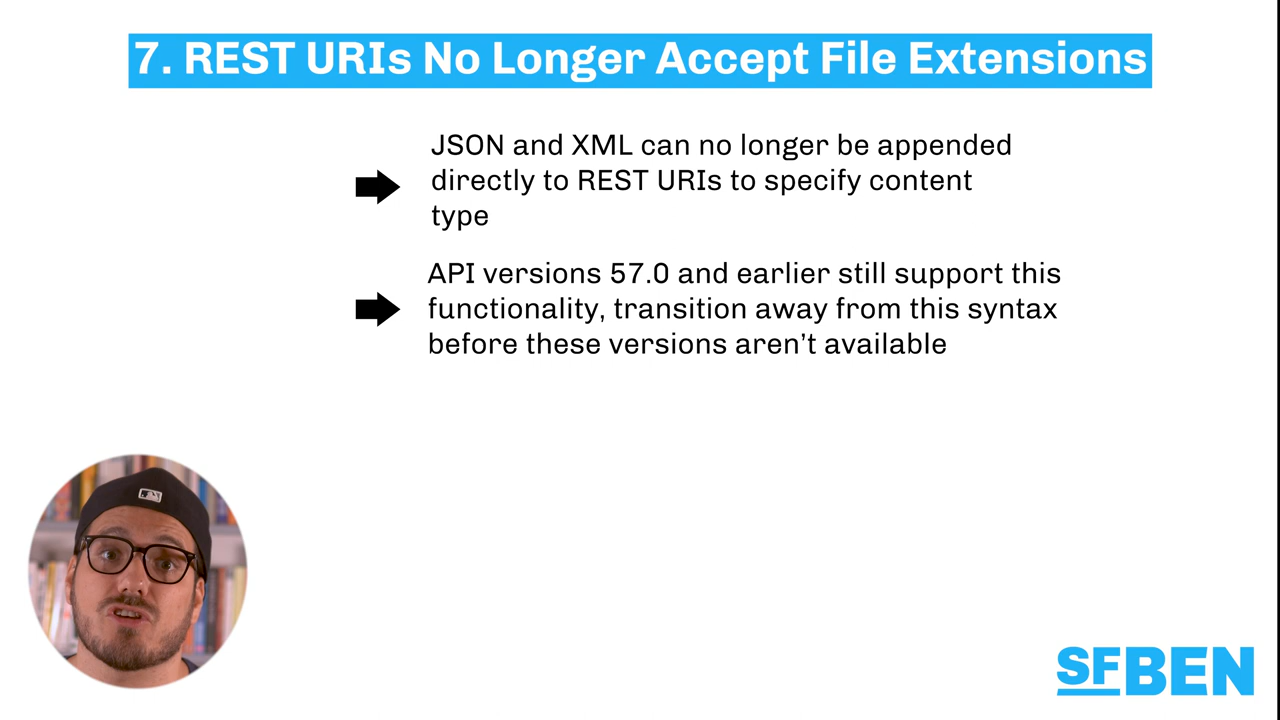 7. REST URIs No Longer Accept File Extensions
JSON and XML can no longer be appended
directly to REST URIs to specify content
type
API versions 57.0 and earlier still support this
functionality, transition away from this syntax
before these versions aren’t available
SFBEN